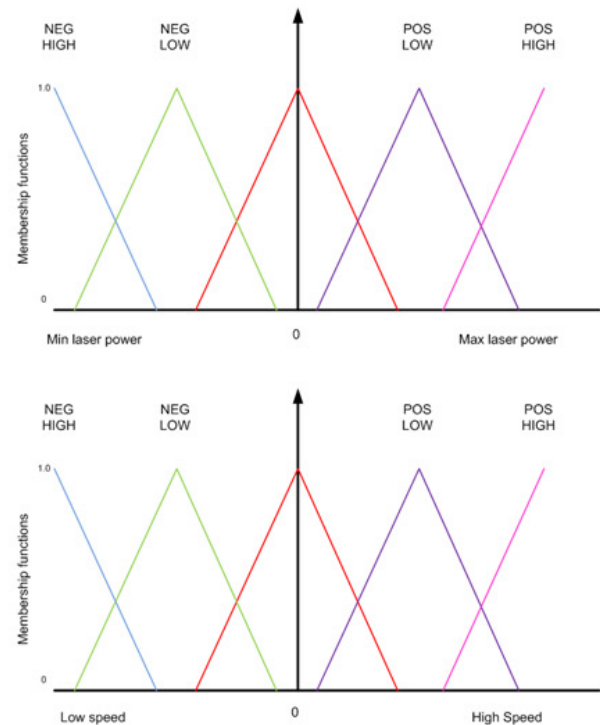 NEG
HIGH
NEG
LOW
POS
LOW
POS
HIGH
1.0
Membership functions
0
Min laser power
0
Max laser power
NEG
HIGH
NEG
LOW
POS
LOW
POS
HIGH
1.0
Membership functions
0
Low speed
0
High Speed